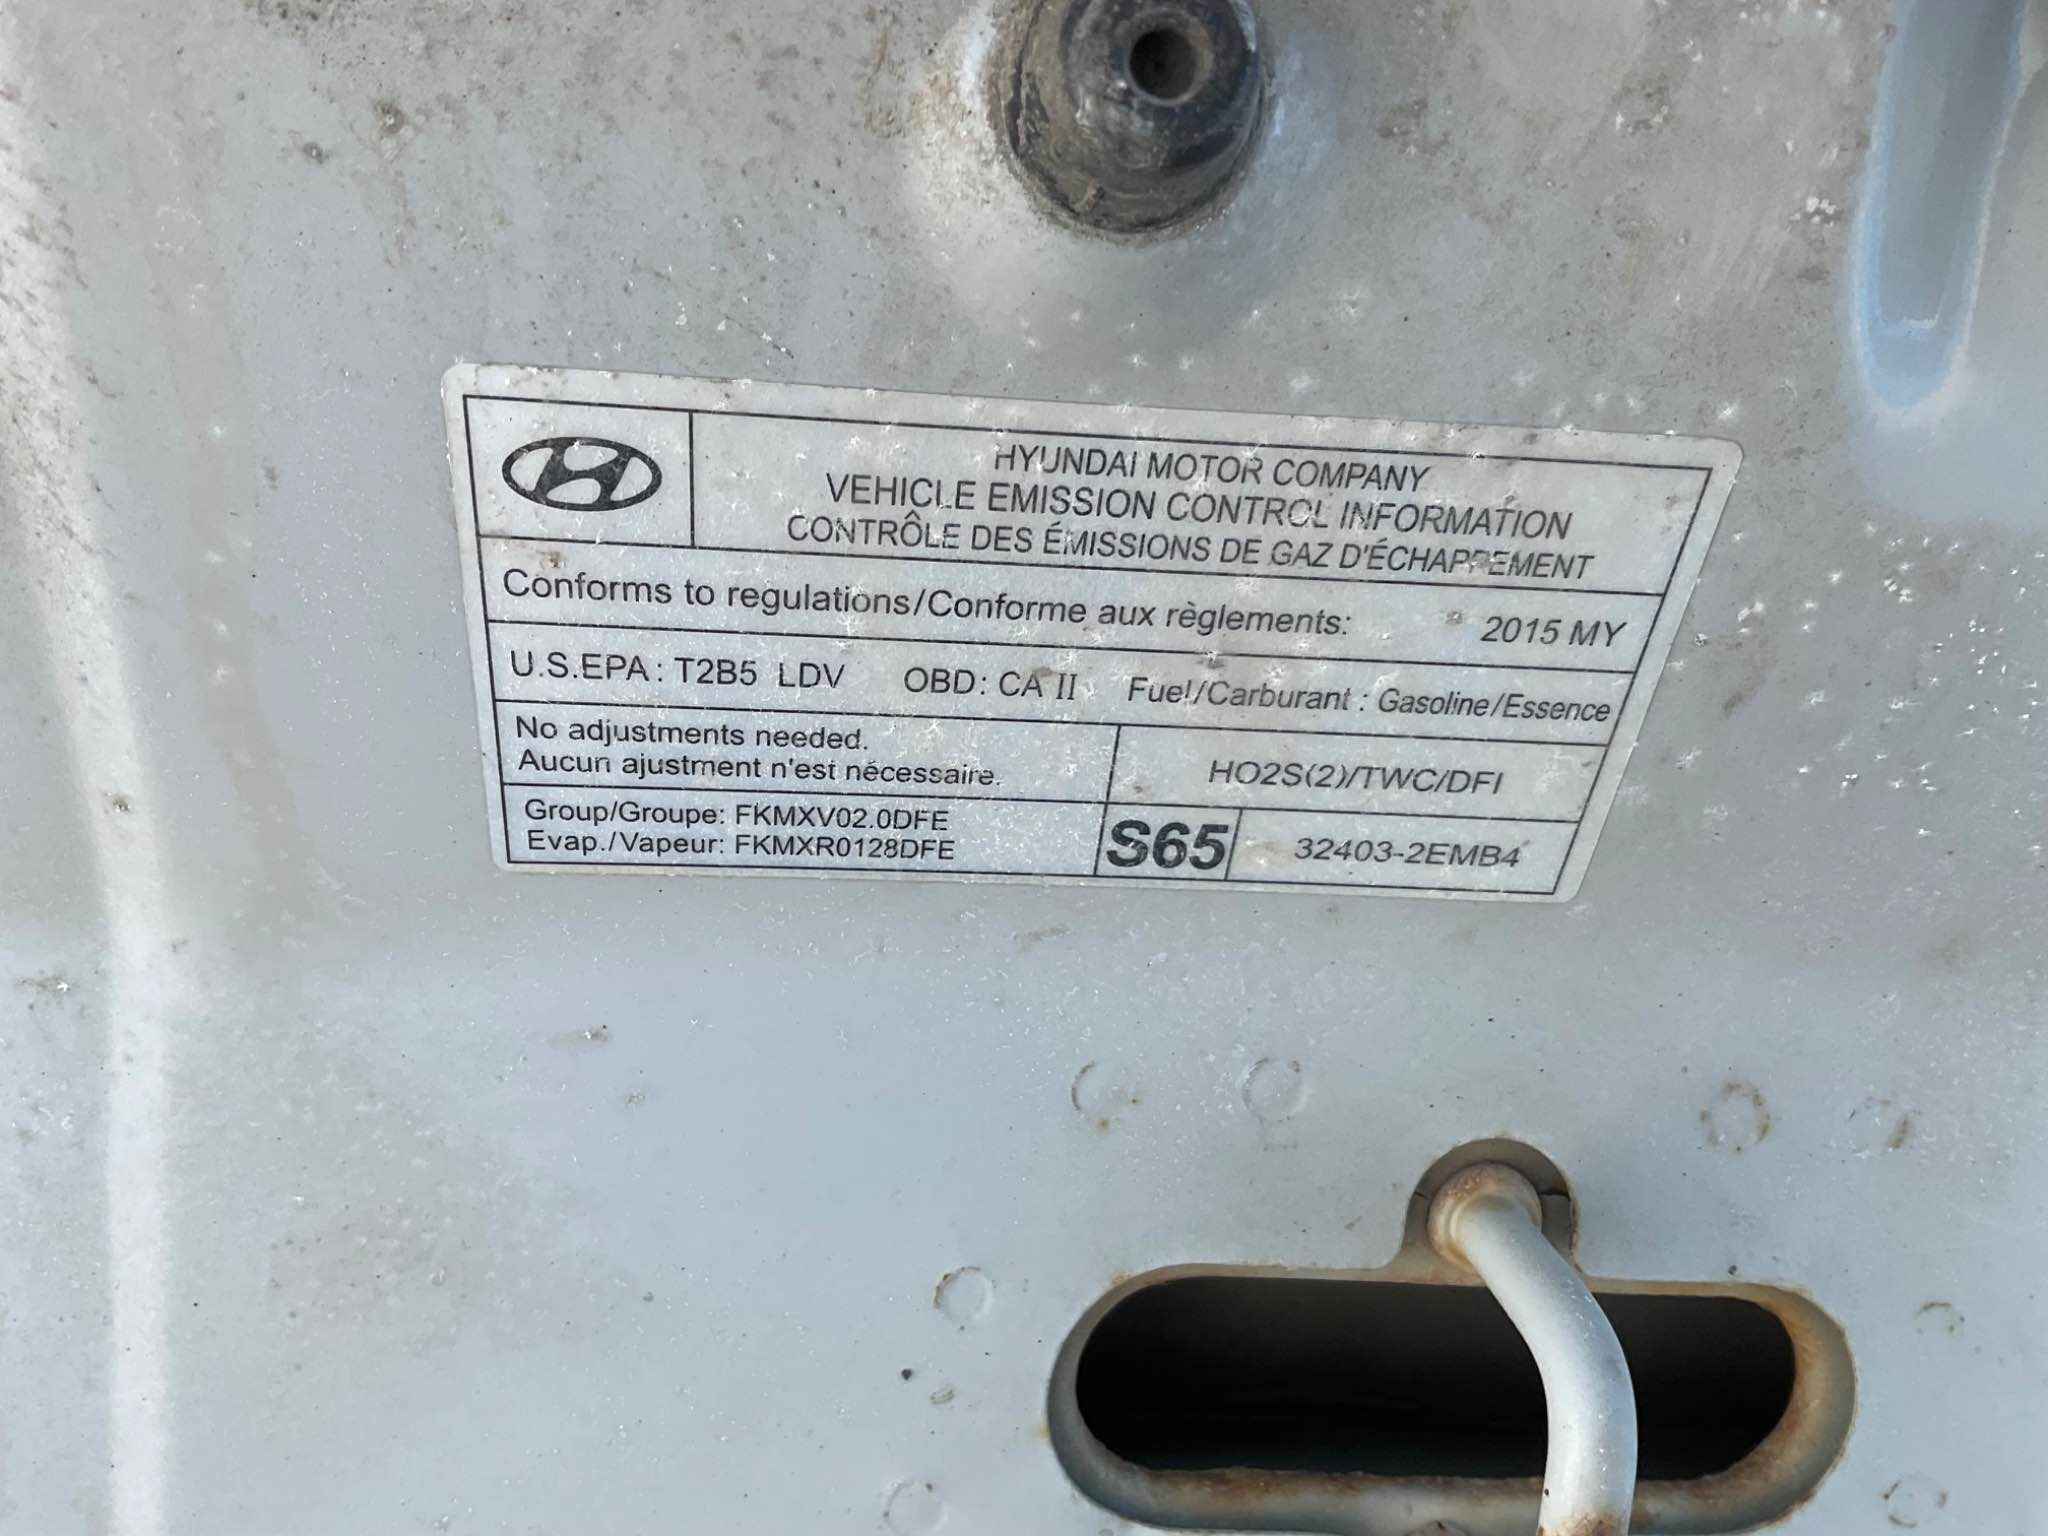 HYUNDAI MOTOR COMPANY
VEHICLE EMISSION CONTROL INFORMATION
CONTRÔLE DES ÉMISSIONS DE GAZ D'ÉCHAPPEMENT
Conforms to regulations/Conforme aux règlements: 2015 MY
U.S.EPA: T2B5 LDV OBD: CA II Fuel/Carburant : Gasoline/Essence
No adjustments needed.
Aucun ajustment n'est nécessaire.
HO2S(2)/TWC/DFI
Group/Groupe: FKMXV02.0DFE
Evap./Vapeur: FKMXR0128DFE
S65
32403-2EMB4